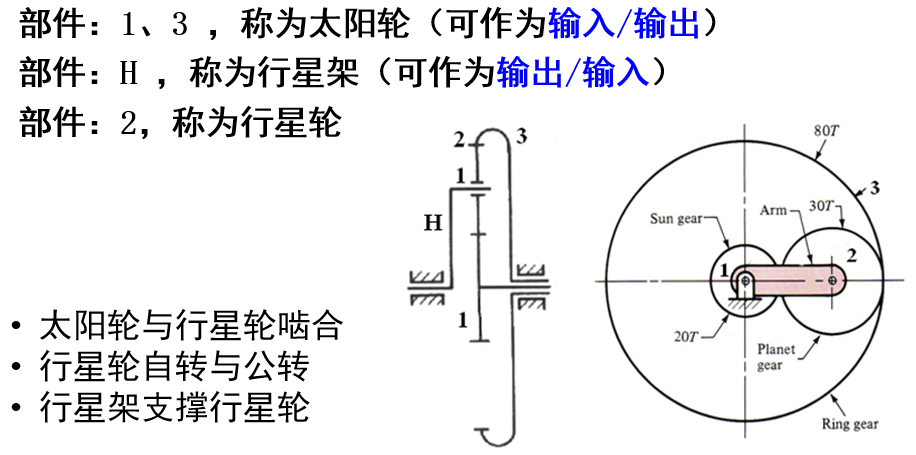 部件：1、3 ，称为太阳轮（可作为输入/输出）
部件：H ，称为行星架（可作为输出/输入）
部件：2，称为行星轮
2
3
1
H
1
80T
3
Sun gear
Arm
30T
1
2
20T
Planet
gear
Ring gear
• 太阳轮与行星轮啮合
• 行星轮自转与公转
• 行星架支撑行星轮